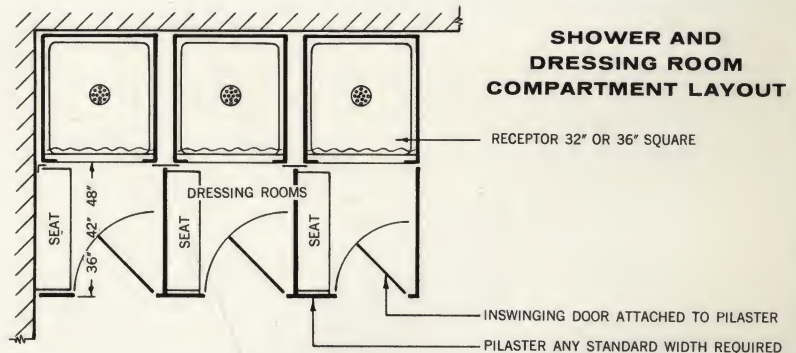 SHOWER AND
DRESSING ROOM
COMPARTMENT LAYOUT
RECEPTOR 32" OR 36" SQUARE
DRESSING ROOMS
SEAT
36" 42" 48"
SEAT
SEAT
INSWINGING DOOR ATTACHED TO PILASTER
PILASTER ANY STANDARD WIDTH REQUIRED